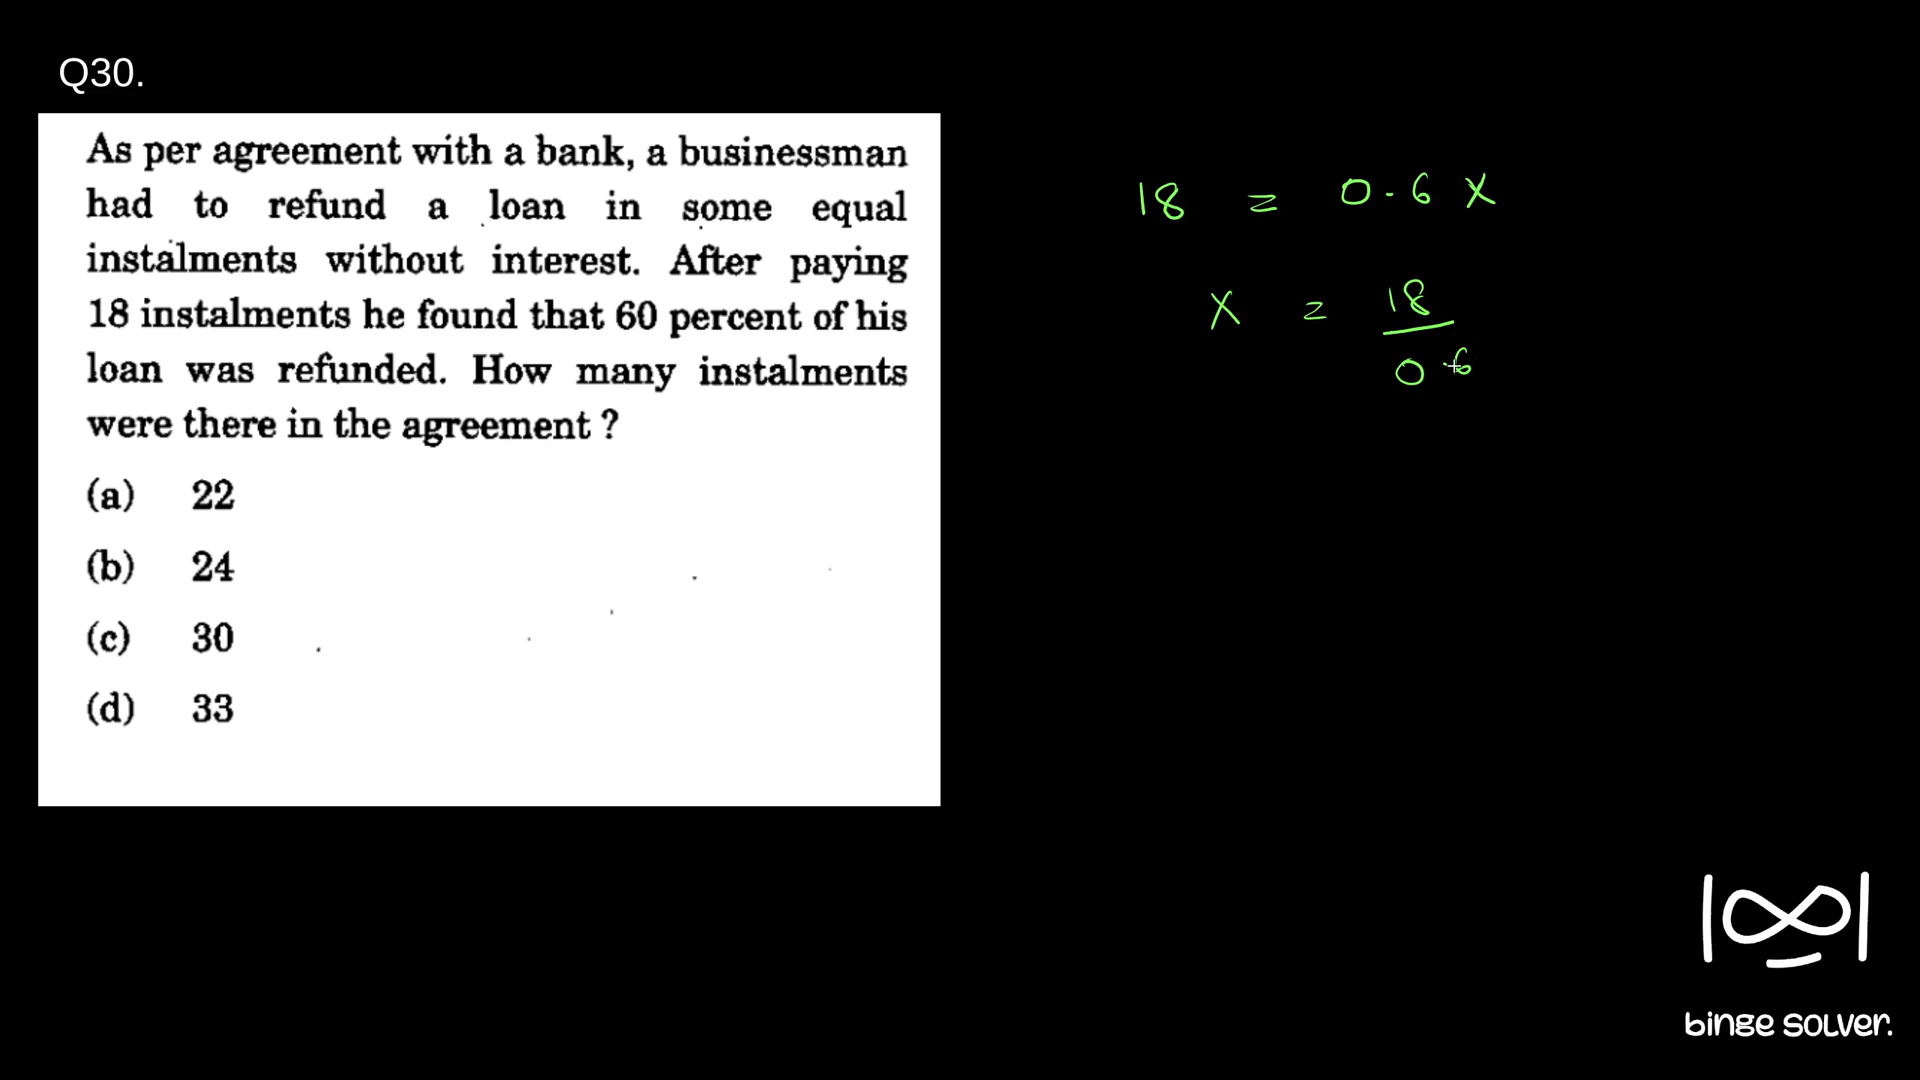 Q30.
As per agreement with a bank, a businessman
had to refund a loan in some equal
instalments without interest. After paying
18 instalments he found that 60 percent of his
loan was refunded. How many instalments
were there in the agreement ?
(a) 22
(b) 24
(c) 30
(d) 33
18 = 0.6 X
X = 18
0.6
binge SOLVer.